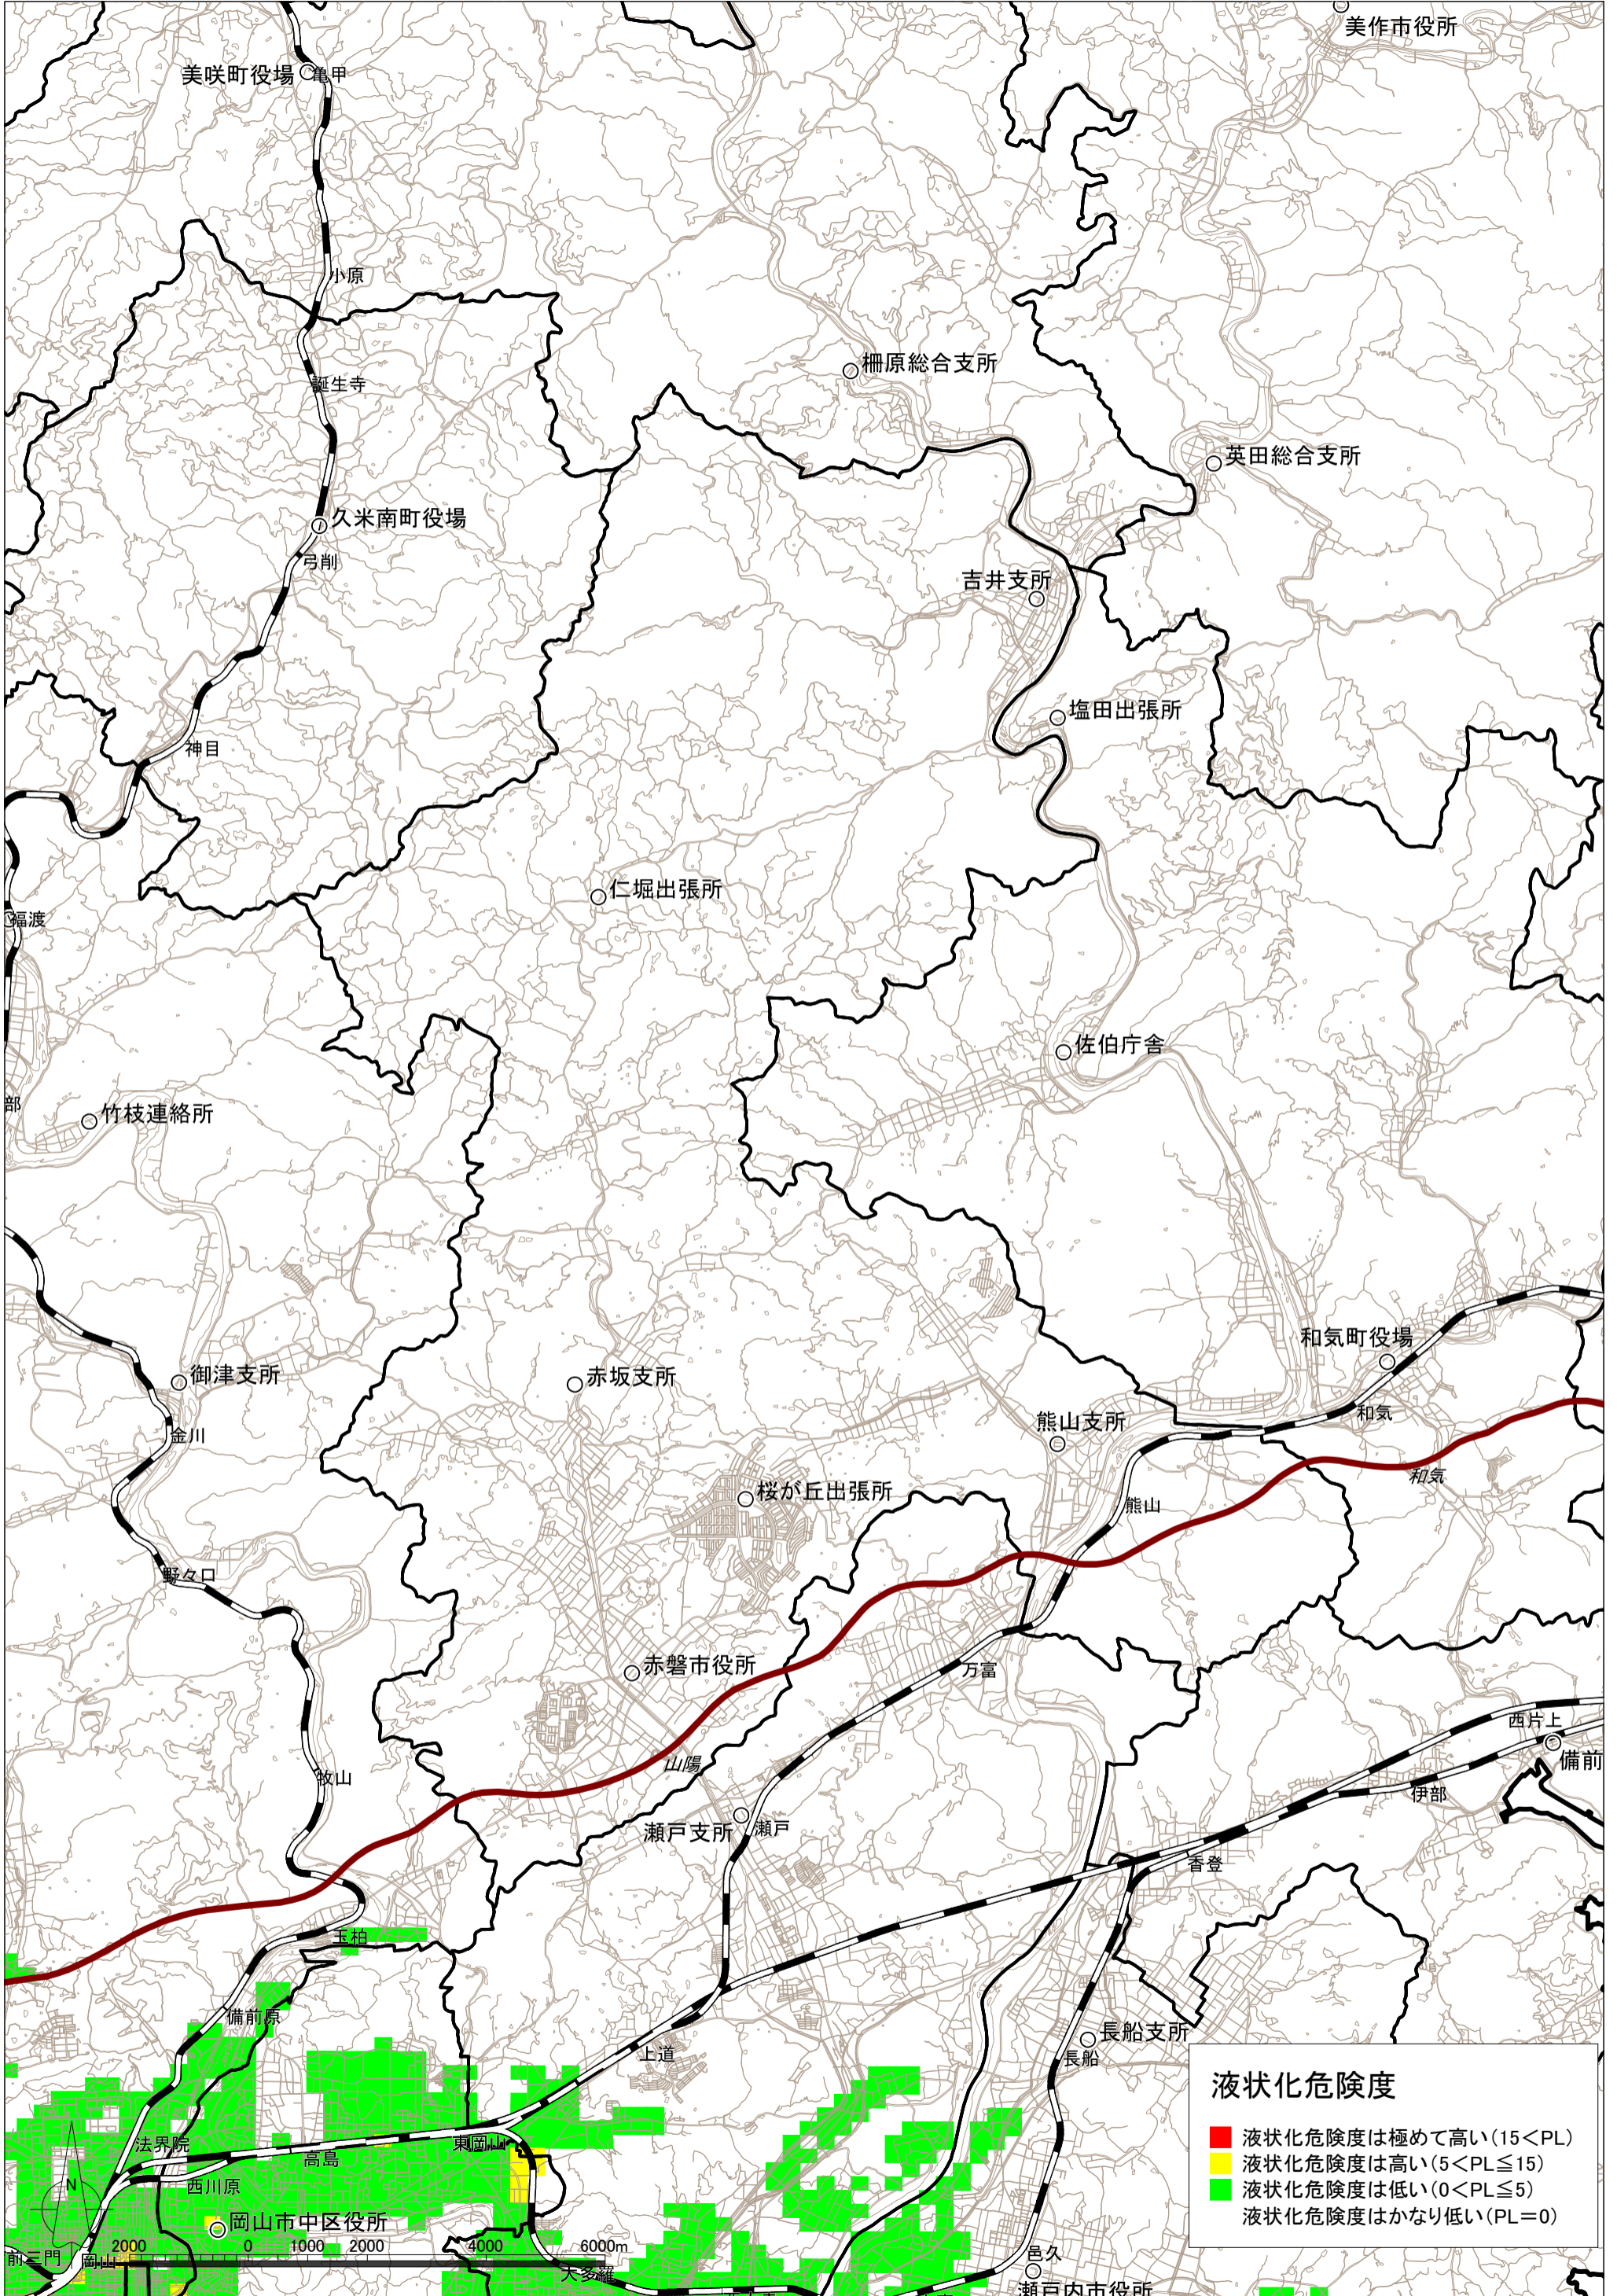 美作市役所
美咲町役場
亀甲
小原
柵原総合支所
誕生寺
英田総合支所
久米南町役場
弓削
吉井支所
塩田出張所
神目
仁堀出張所
福渡
佐伯庁舎
部
竹枝連絡所
和気町役場
御津支所
赤坂支所
和気
熊山支所
金川
和気
桜が丘出張所
熊山
野々口
赤磐市役所
万富
西片上
備前
山陽
牧山
伊部
瀬戸支所
瀬戸
香登
玉柏
備前原
長船支所
上道
長船
液状化危険度
液状化危険度は極めて高い(15<PL)
液状化危険度は高い(5<PL≦15)
液状化危険度は低い(0<PL≦5)
液状化危険度はかなり低い(PL=0)
法界院
東岡山
高島
N
西川原
岡山市中区役所
2000 0 1000 2000 4000 6000m
前三門
岡山
邑久
大多羅
瀬戸内市役所